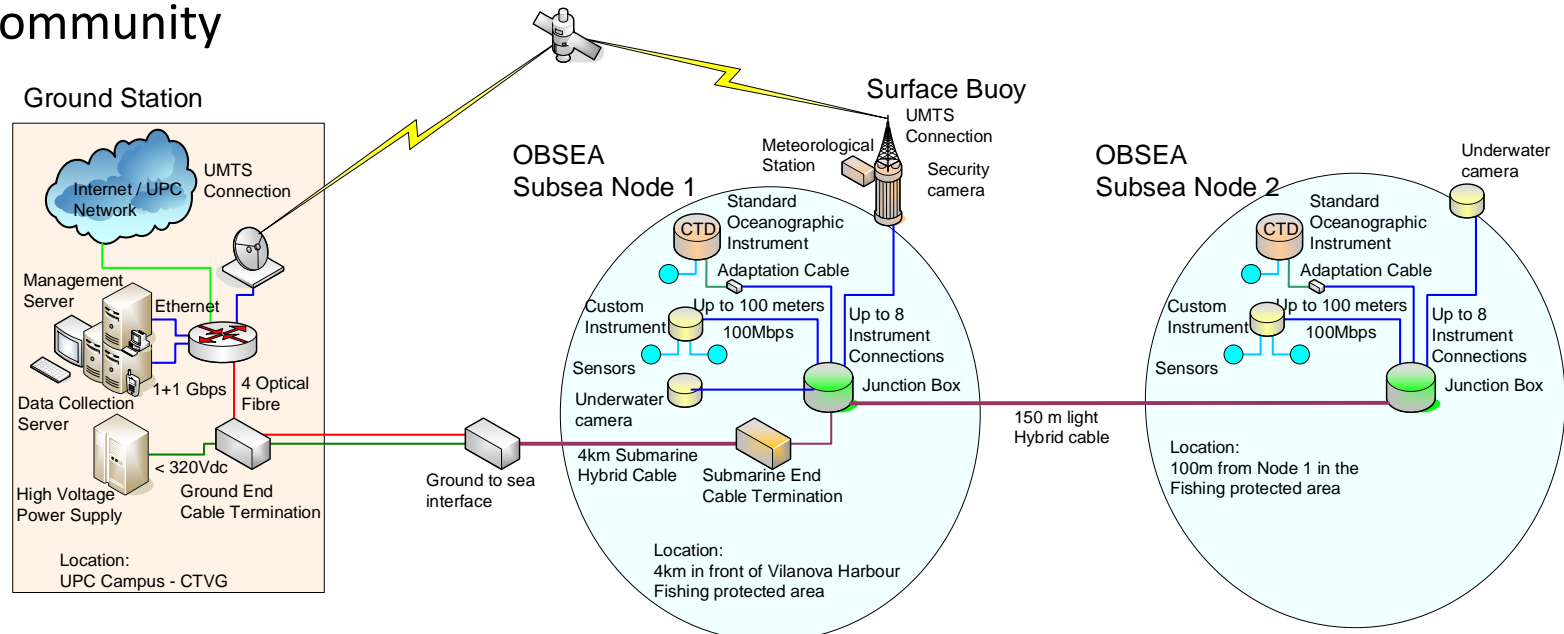 ommunity
Ground Station
Internet / UPC
Network
UMTS
Connection
Management
Server
Ethernet
1+1 Gbps
4 Optical
Fibre
Data Collection
Server
< 320Vdc
High Voltage
Power Supply
Ground End
Cable Termination
Location:
UPC Campus - CTVG
Ground to sea
interface
OBSEA
Subsea Node 1
Surface Buoy
UMTS
Connection
Meteorological
Station
Security
camera
CTD
Standard
Oceanographic
Instrument
Adaptation Cable
Custom
Instrument
Up to 100 meters
100Mbps
Up to 8
Instrument
Connections
Sensors
Junction Box
Underwater
camera
4km Submarine
Hybrid Cable
Submarine End
Cable Termination
Location:
4km in front of Vilanova Harbour
Fishing protected area
150 m light
Hybrid cable
OBSEA
Subsea Node 2
Underwater
camera
CTD
Standard
Oceanographic
Instrument
Adaptation Cable
Custom
Instrument
Up to 100 meters
100Mbps
Up to 8
Instrument
Connections
Sensors
Junction Box
Location:
100m from Node 1 in the
Fishing protected area